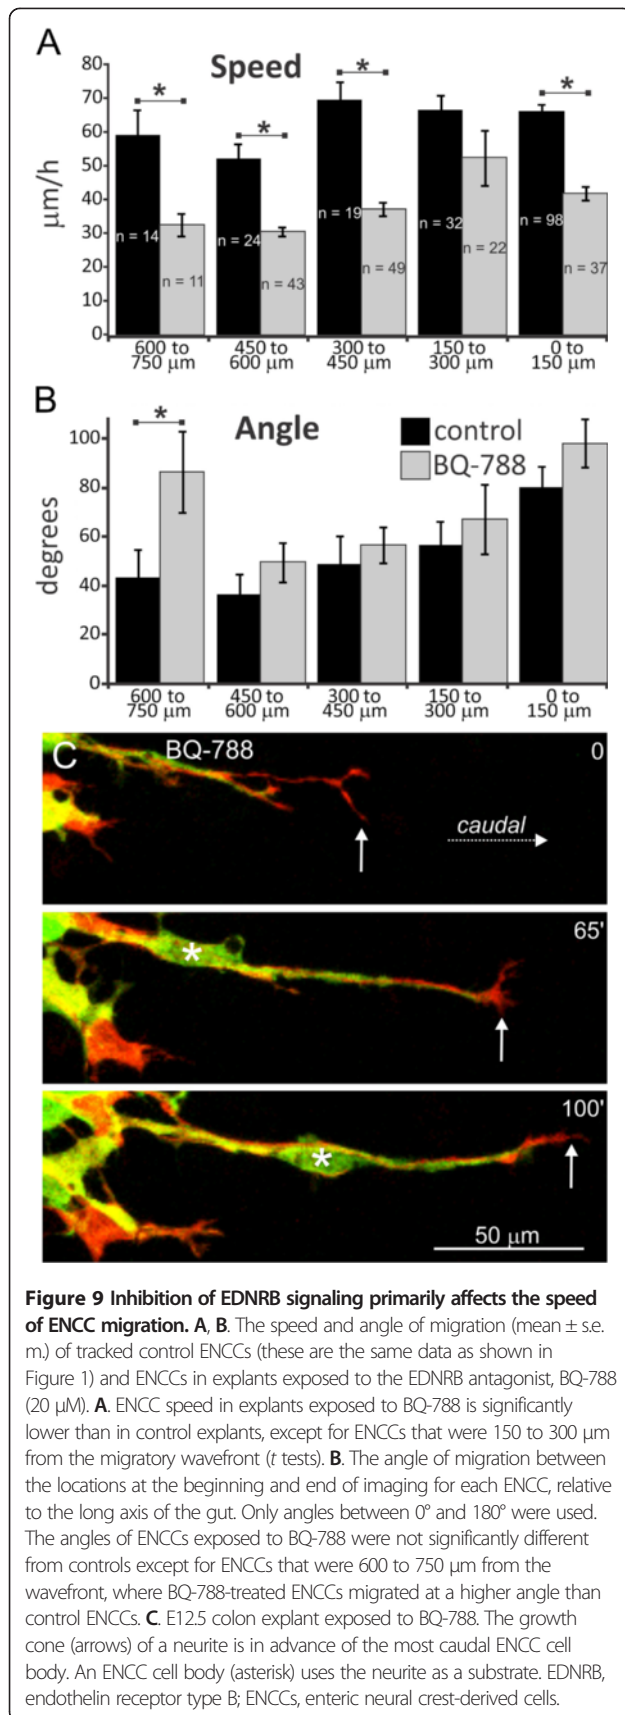 A
Speed
μm/h
80
70
60
50
40
30
20
10
0
*
*
*
*
n = 14
n = 11
n = 24
n = 43
n = 19
n = 49
n = 32
n = 22
n = 98
n = 37
600 to 750 μm
450 to 600 μm
300 to 450 μm
150 to 300 μm
0 to 150 μm
B
Angle
degrees
100
80
60
40
20
0
*
control
BQ-788
600 to 750 μm
450 to 600 μm
300 to 450 μm
150 to 300 μm
0 to 150 μm
C
BQ-788
0
caudal
65'
*
100'
*
50 μm
Figure 9 Inhibition of EDNRB signaling primarily affects the speed
of ENCC migration. A, B. The speed and angle of migration (mean ± s.e.
m.) of tracked control ENCCs (these are the same data as shown in
Figure 1) and ENCCs in explants exposed to the EDNRB antagonist, BQ-788
(20 μM). A. ENCC speed in explants exposed to BQ-788 is significantly
lower than in control explants, except for ENCCs that were 150 to 300 μm
from the migratory wavefront (t tests). B. The angle of migration between
the locations at the beginning and end of imaging for each ENCC, relative
to the long axis of the gut. Only angles between 0° and 180° were used.
The angles of ENCCs exposed to BQ-788 were not significantly different
from controls except for ENCCs that were 600 to 750 μm from the
wavefront, where BQ-788-treated ENCCs migrated at a higher angle than
control ENCCs. C. E12.5 colon explant exposed to BQ-788. The growth
cone (arrows) of a neurite is in advance of the most caudal ENCC cell
body. An ENCC cell body (asterisk) uses the neurite as a substrate. EDNRB,
endothelin receptor type B; ENCCs, enteric neural crest-derived cells.